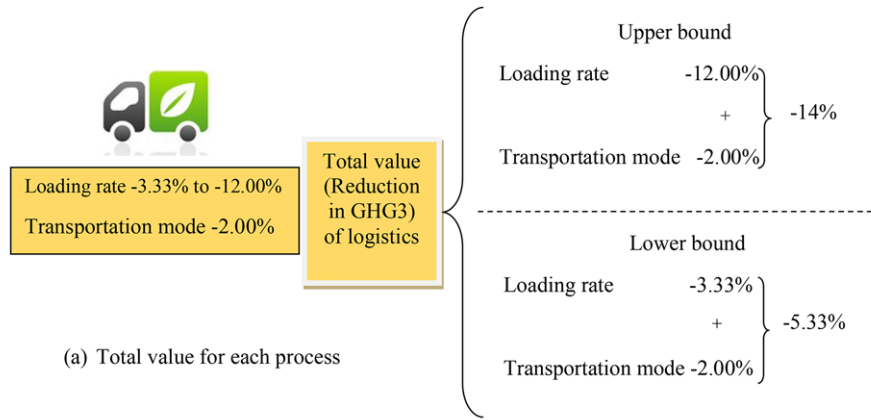 Loading rate -3.33% to -12.00%
Transportation mode -2.00%
Total value
(Reduction
in GHG3)
of logistics
Upper bound
Loading rate -12.00%
+
-14%
Transportation mode -2.00%
Lower bound
Loading rate -3.33%
+
-5.33%
Transportation mode -2.00%
(a) Total value for each process